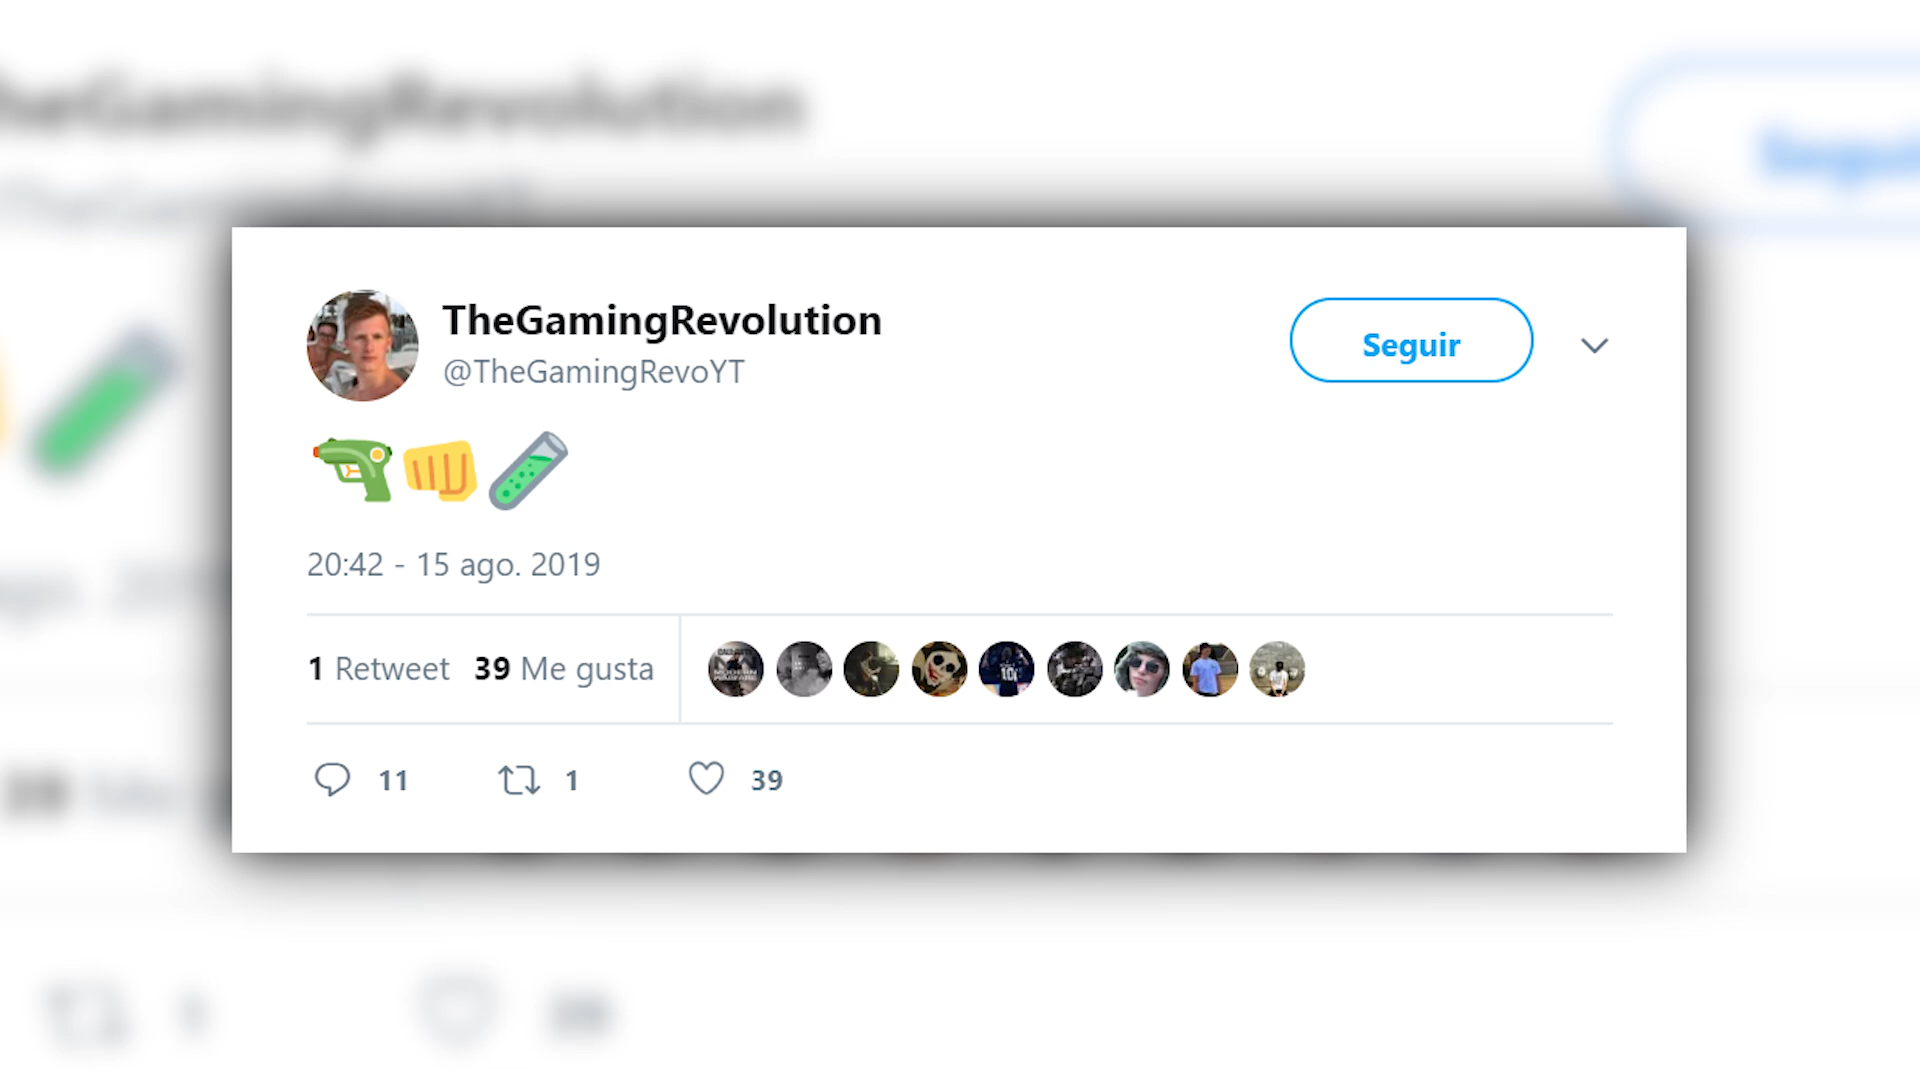 TheGamingRevolution
@TheGamingRevoYT
Seguir
20:42 - 15 ago. 2019
1 Retweet 39 Me gusta
11 1 39